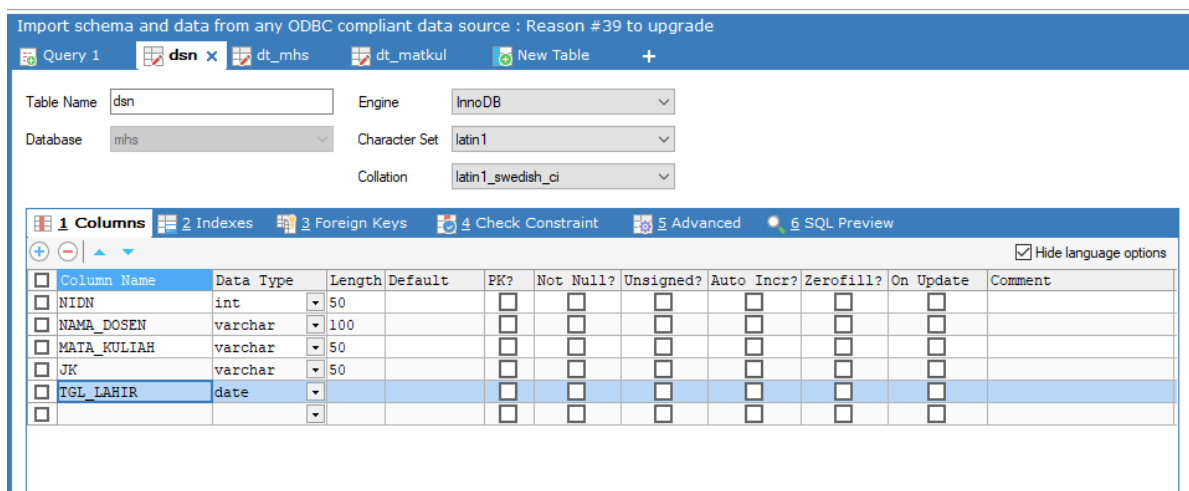 Import schema and data from any ODBC compliant data source : Reason #39 to upgrade
Query 1 dsn dt_mhs dt_matkul New Table
Table Name dsn Engine InnoDB
Database mhs Character Set latin1
Collation latin1_swedish_ci
1 Columns 2 Indexes 3 Foreign Keys 4 Check Constraint 5 Advanced 6 SQL Preview
Hide language options
Column Name Data Type Length Default PK? Not Null? Unsigned? Auto Incr? Zerofill? On Update Comment
NIDN int 50
NAMA_DOSEN varchar 100
MATA_KULIAH varchar 50
JK varchar 50
TGL_LAHIR date